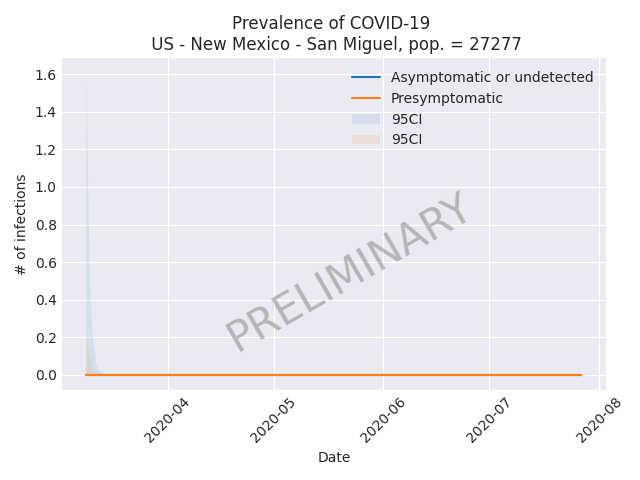 Prevalence of COVID-19
US - New Mexico - San Miguel, pop. = 27277
Asymptomatic or undetected
Presymptomatic
95CI
95CI
1.6
1.4
1.2
1.0
0.8
0.6
0.4
0.2
0.0
# of infections
PRELIMINARY
2020-04
2020-05
2020-06
2020-07
2020-08
Date